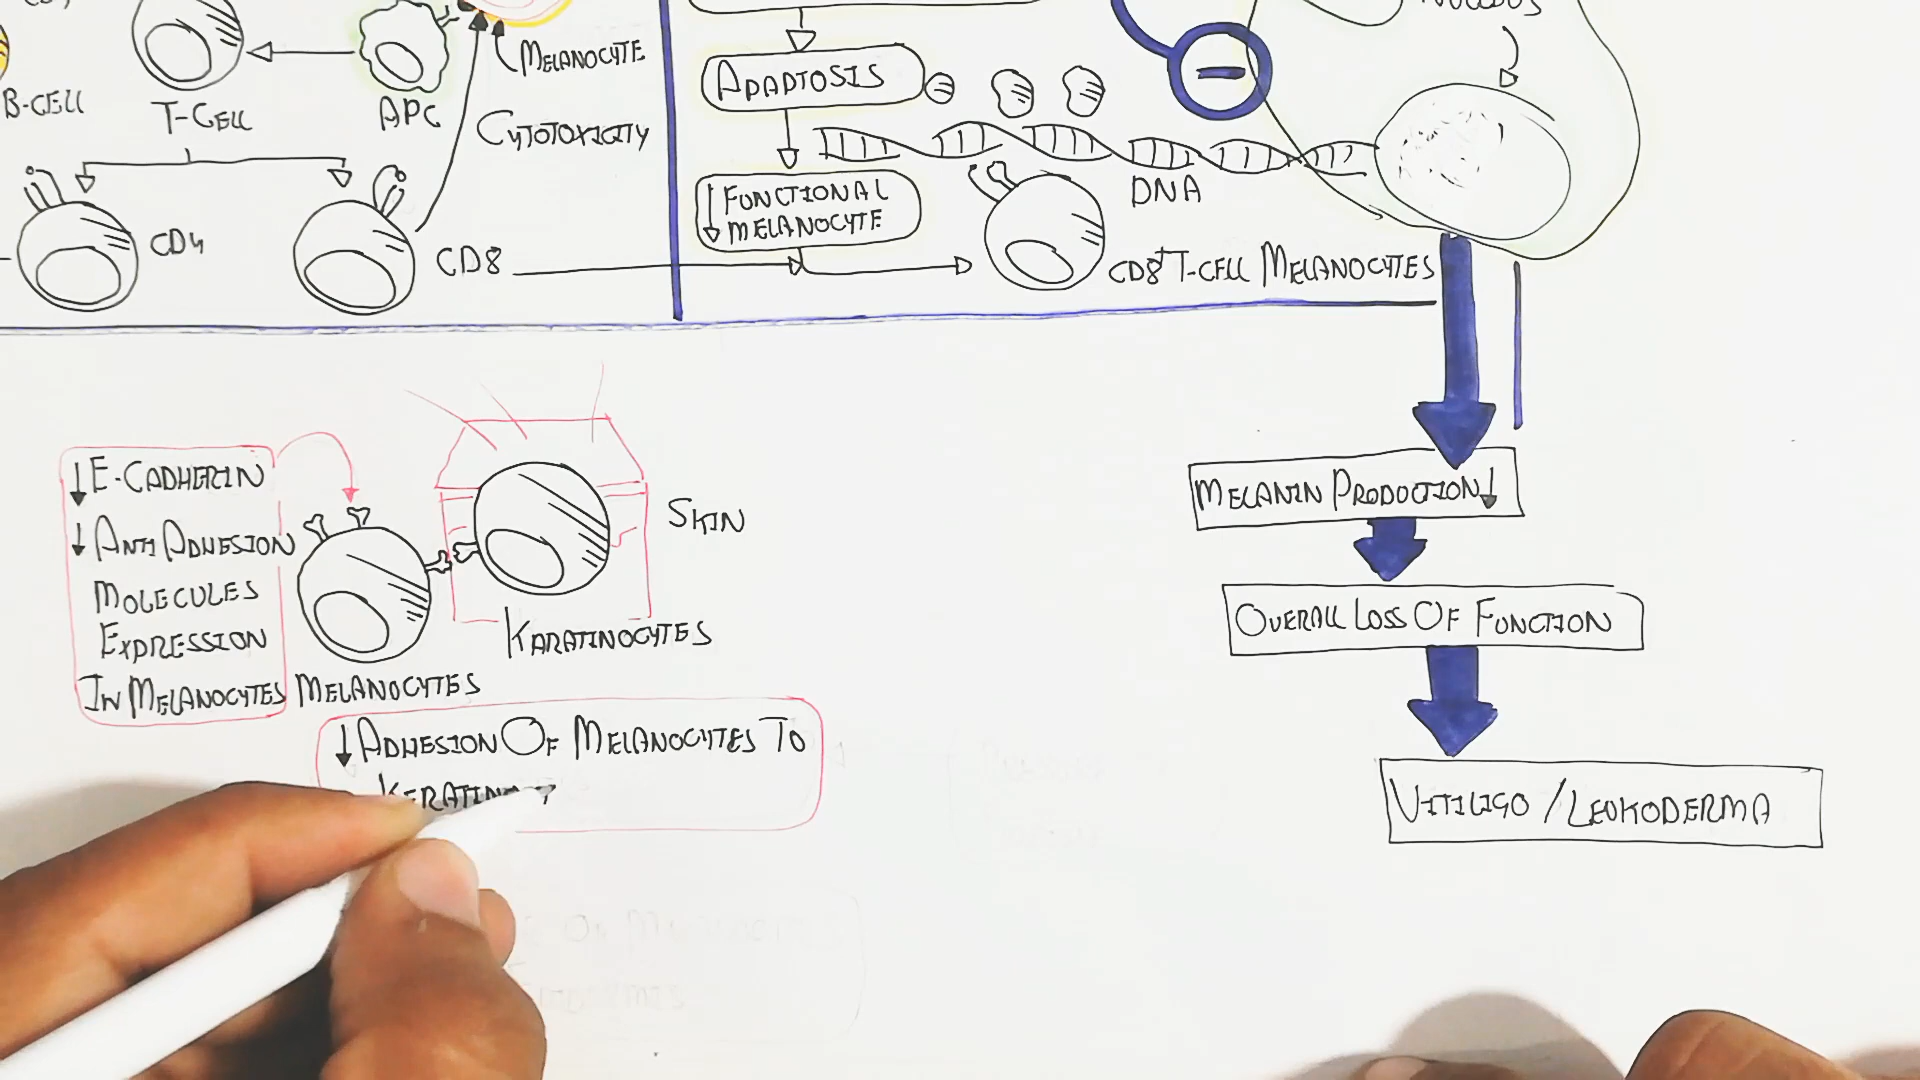 B-CELL
T-CELL
APC
MELANOCYTE
CYTOTOXICITY
CD4
CD8
APAPTOSIS
↓ FUNCTIONAL
MELANOCYTE
DNA
CD8+ T-CELL MELANOCYTES
↓ E-CADHERIN
↓ ANTI ADHESION
MOLECULES
EXPRESSION
IN MELANOCYTES
MELANOCYTES
SKIN
KARATINOCYTES
↓ ADHESION OF MELANOCYTES TO
MELANIN PRODUCTION ↓
OVERALL LOSS OF FUNCTION
VITILIGO / LEUKODERMA